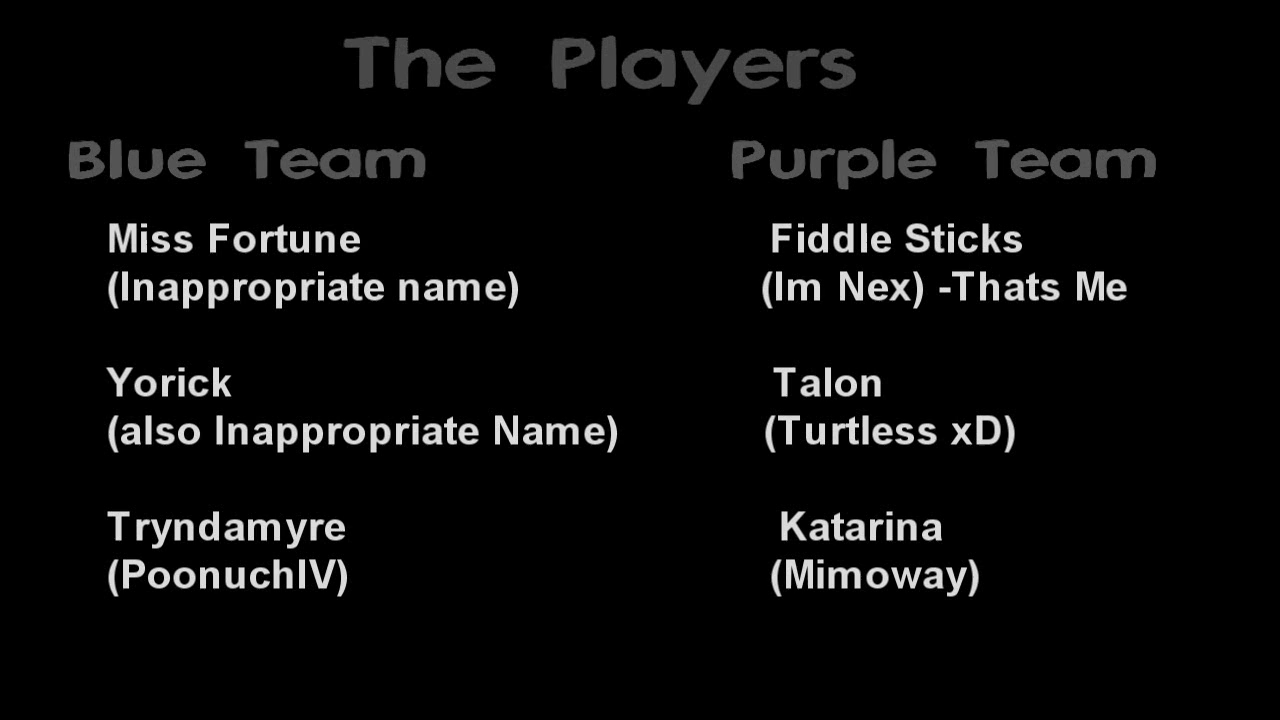 The Players
Blue Team
Miss Fortune
(Inappropriate name)
Yorick
(also Inappropriate Name)
Tryndamyre
(PoonuchIV)
Purple Team
Fiddle Sticks
(Im Nex) -Thats Me
Talon
(Turtless xD)
Katarina
(Mimoway)